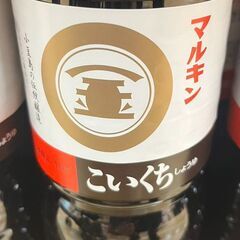 マルキン
金
小豆島の伝統醸造
こいくち しょうゆ